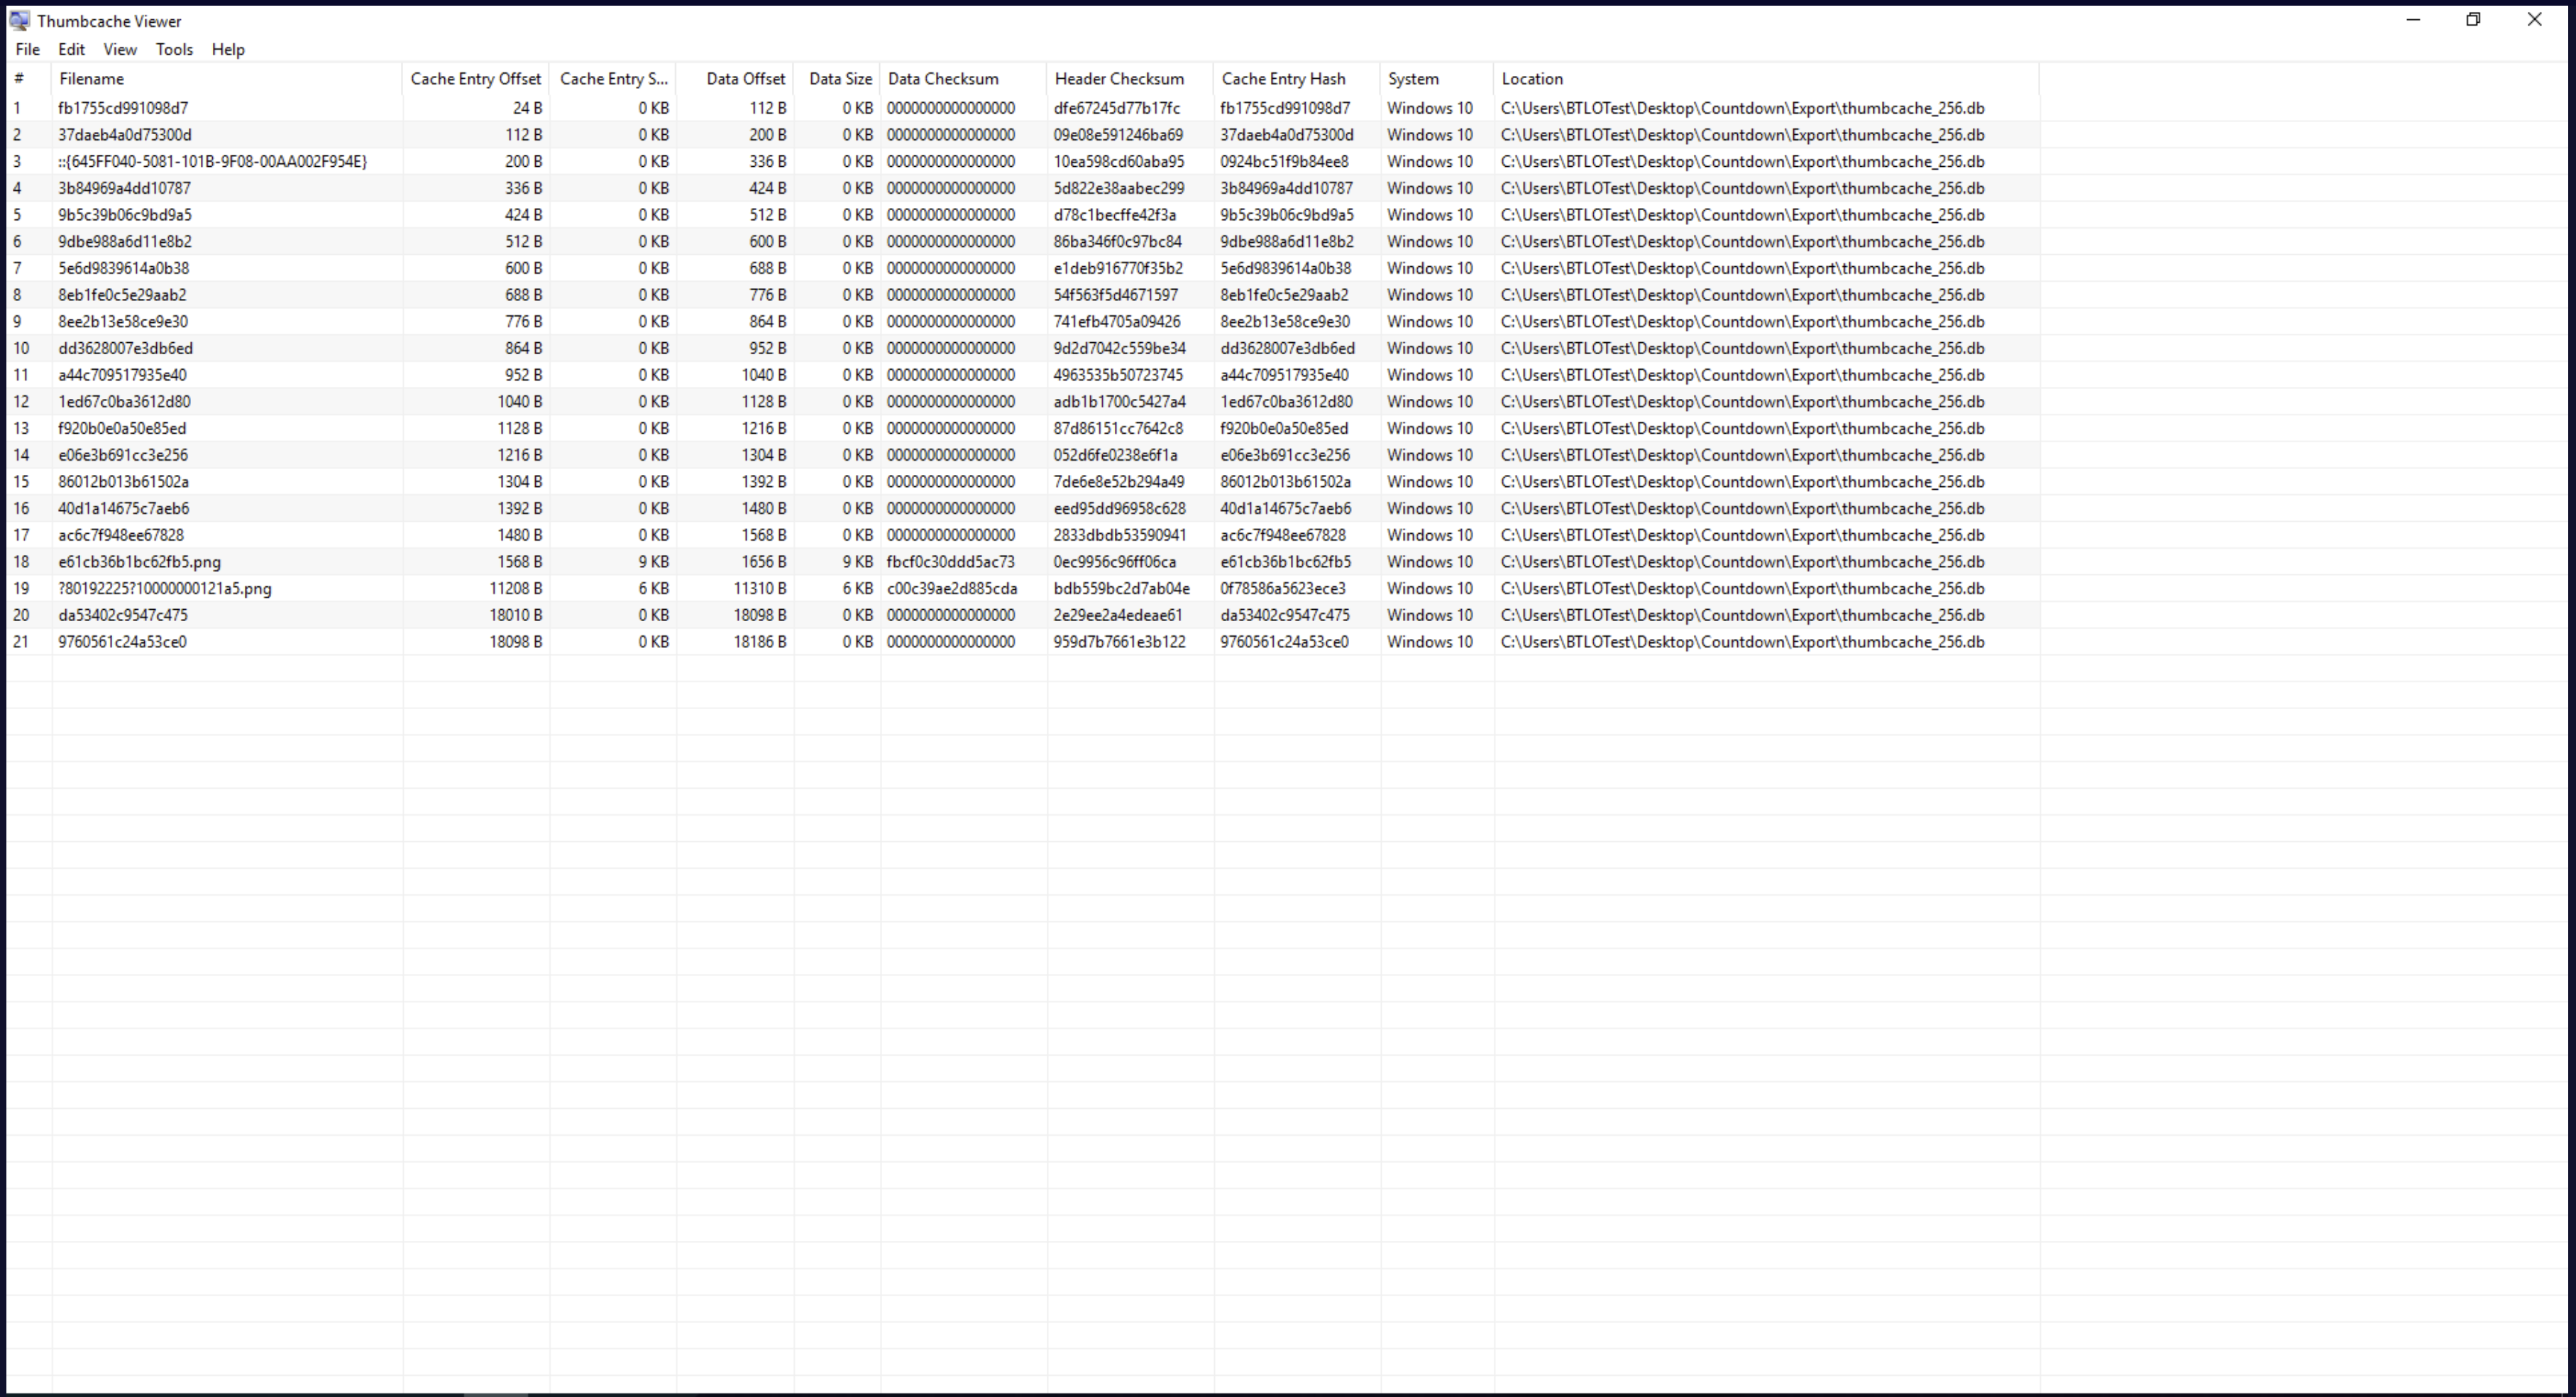 Thumbcache Viewer
File Edit View Tools Help
# Filename Cache Entry Offset Cache Entry S... Data Offset Data Size Data Checksum Header Checksum Cache Entry Hash System Location
1 fb1755cd991098d7 24 B 0 KB 112 B 0 KB 0000000000000000 dfe67245d77b17fc fb1755cd991098d7 Windows 10 C:\Users\BTLOTest\Desktop\Countdown\Export\thumbcache_256.db
2 37daeb4a0d75300d 112 B 0 KB 200 B 0 KB 0000000000000000 09e08e591246ba69 37daeb4a0d75300d Windows 10 C:\Users\BTLOTest\Desktop\Countdown\Export\thumbcache_256.db
3 ::{645FF040-5081-101B-9F08-00AA002F954E} 200 B 0 KB 336 B 0 KB 0000000000000000 10ea598cd60aba95 0924bc51f9b84ee8 Windows 10 C:\Users\BTLOTest\Desktop\Countdown\Export\thumbcache_256.db
4 3b84969a4dd10787 336 B 0 KB 424 B 0 KB 0000000000000000 5d822e38aabec299 3b84969a4dd10787 Windows 10 C:\Users\BTLOTest\Desktop\Countdown\Export\thumbcache_256.db
5 9b5c39b06c9bd9a5 424 B 0 KB 512 B 0 KB 0000000000000000 d78c1becffe42f3a 9b5c39b06c9bd9a5 Windows 10 C:\Users\BTLOTest\Desktop\Countdown\Export\thumbcache_256.db
6 9dbe988a6d11e8b2 512 B 0 KB 600 B 0 KB 0000000000000000 86ba346f0c97bc84 9dbe988a6d11e8b2 Windows 10 C:\Users\BTLOTest\Desktop\Countdown\Export\thumbcache_256.db
7 5e6d9839614a0b38 600 B 0 KB 688 B 0 KB 0000000000000000 e1deb916770f35b2 5e6d9839614a0b38 Windows 10 C:\Users\BTLOTest\Desktop\Countdown\Export\thumbcache_256.db
8 8eb1fe0c5e29aab2 688 B 0 KB 776 B 0 KB 0000000000000000 54f563f5d4671597 8eb1fe0c5e29aab2 Windows 10 C:\Users\BTLOTest\Desktop\Countdown\Export\thumbcache_256.db
9 8ee2b13e58ce9e30 776 B 0 KB 864 B 0 KB 0000000000000000 741efb4705a09426 8ee2b13e58ce9e30 Windows 10 C:\Users\BTLOTest\Desktop\Countdown\Export\thumbcache_256.db
10 dd3628007e3db6ed 864 B 0 KB 952 B 0 KB 0000000000000000 9d2d7042c559be34 dd3628007e3db6ed Windows 10 C:\Users\BTLOTest\Desktop\Countdown\Export\thumbcache_256.db
11 a44c709517935e40 952 B 0 KB 1040 B 0 KB 0000000000000000 4963535b50723745 a44c709517935e40 Windows 10 C:\Users\BTLOTest\Desktop\Countdown\Export\thumbcache_256.db
12 1ed67c0ba3612d80 1040 B 0 KB 1128 B 0 KB 0000000000000000 adb1b1700c5427a4 1ed67c0ba3612d80 Windows 10 C:\Users\BTLOTest\Desktop\Countdown\Export\thumbcache_256.db
13 f920b0e0a50e85ed 1128 B 0 KB 1216 B 0 KB 0000000000000000 87d86151cc7642c8 f920b0e0a50e85ed Windows 10 C:\Users\BTLOTest\Desktop\Countdown\Export\thumbcache_256.db
14 e06e3b691cc3e256 1216 B 0 KB 1304 B 0 KB 0000000000000000 052d6fe0238e6f1a e06e3b691cc3e256 Windows 10 C:\Users\BTLOTest\Desktop\Countdown\Export\thumbcache_256.db
15 86012b013b61502a 1304 B 0 KB 1392 B 0 KB 0000000000000000 7de6e8e52b294a49 86012b013b61502a Windows 10 C:\Users\BTLOTest\Desktop\Countdown\Export\thumbcache_256.db
16 40d1a14675c7aeb6 1392 B 0 KB 1480 B 0 KB 0000000000000000 eed95dd96958c628 40d1a14675c7aeb6 Windows 10 C:\Users\BTLOTest\Desktop\Countdown\Export\thumbcache_256.db
17 ac6c7f948ee67828 1480 B 0 KB 1568 B 0 KB 0000000000000000 2833dbdb53590941 ac6c7f948ee67828 Windows 10 C:\Users\BTLOTest\Desktop\Countdown\Export\thumbcache_256.db
18 e61cb36b1bc62fb5.png 1568 B 9 KB 1656 B 9 KB fbcf0c30ddd5ac73 0ec9956c96ff06ca e61cb36b1bc62fb5 Windows 10 C:\Users\BTLOTest\Desktop\Countdown\Export\thumbcache_256.db
19 ?80192225?10000000121a5.png 11208 B 6 KB 11310 B 6 KB c00c39ae2d885cda bdb559bc2d7ab04e 0f78586a5623ece3 Windows 10 C:\Users\BTLOTest\Desktop\Countdown\Export\thumbcache_256.db
20 da53402c9547c475 18010 B 0 KB 18098 B 0 KB 0000000000000000 2e29ee2a4edeae61 da53402c9547c475 Windows 10 C:\Users\BTLOTest\Desktop\Countdown\Export\thumbcache_256.db
21 9760561c24a53ce0 18098 B 0 KB 18186 B 0 KB 0000000000000000 959d7b7661e3b122 9760561c24a53ce0 Windows 10 C:\Users\BTLOTest\Desktop\Countdown\Export\thumbcache_256.db